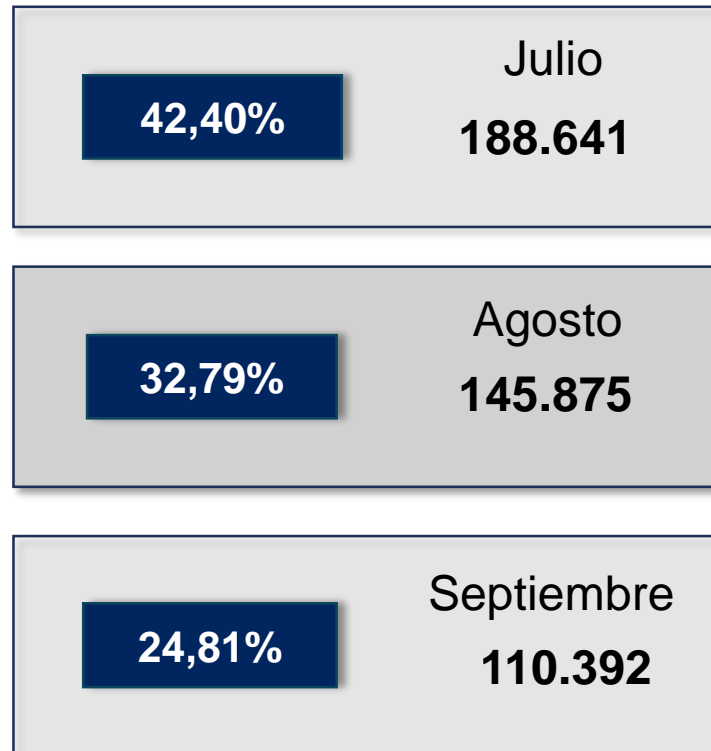 Julio
42,40%
188.641
Agosto
32,79%
145.875
Septiembre
24,81%
110.392